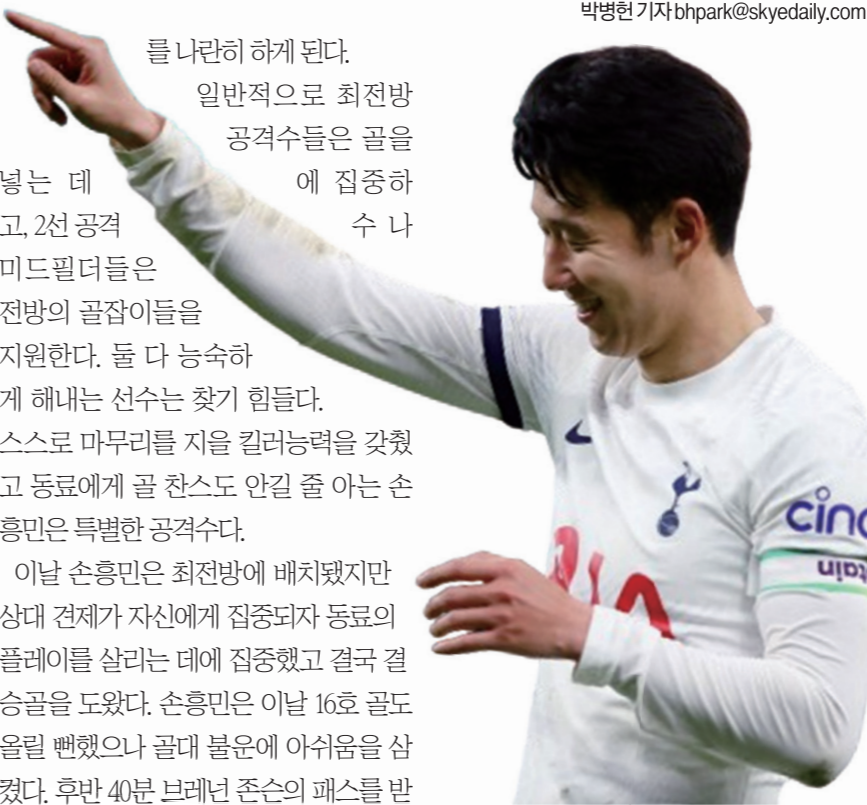 박병헌 기자 bhpark@skyedaily.com
를 나란히 하게 된다.
일반적으로 최전방
공격수들은 골을
넣는 데 에 집중하
고, 2선 공격 수 나
미드필더들은
전방의 골잡이들을
지원한다. 둘 다 능숙하
게 해내는 선수는 찾기 힘들다.
스스로 마무리를 지을 킬러능력을 갖췄
고 동료에게 골 찬스도 안길 줄 아는 손
흥민은 특별한 공격수다.
이날 손흥민은 최전방에 배치됐지만
상대 견제가 자신에게 집중되자 동료의
플레이를 살리는 데에 집중했고 결국 결
승골을 도왔다. 손흥민은 이날 16호 골도
올릴 뻔했으나 골대 불운에 아쉬움을 삼
켰다. 후반 40분 브레넌 존슨의 패스를 받
cinc
tain